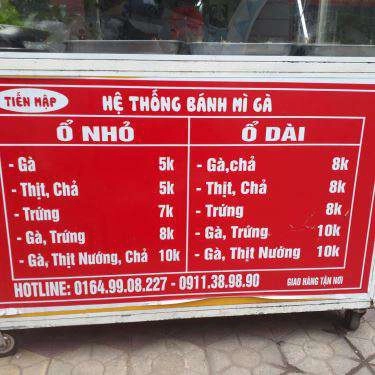 TIẾN MẬP
HỆ THỐNG BÁNH MÌ GÀ
Ổ NHỎ
- Gà 5k
- Thịt, Chả 5k
- Trứng 7k
- Gà, Trứng 8k
- Gà, Thịt Nướng, Chả 10k
Ổ DÀI
- Gà,chả 8k
- Thịt, Chả 8k
- Trứng 8k
- Gà, Trứng 10k
- Gà, Thịt Nướng 10k
HOTLINE: 0164.99.08.227 - 0911.38.98.90
GIAO HÀNG TẬN NƠI